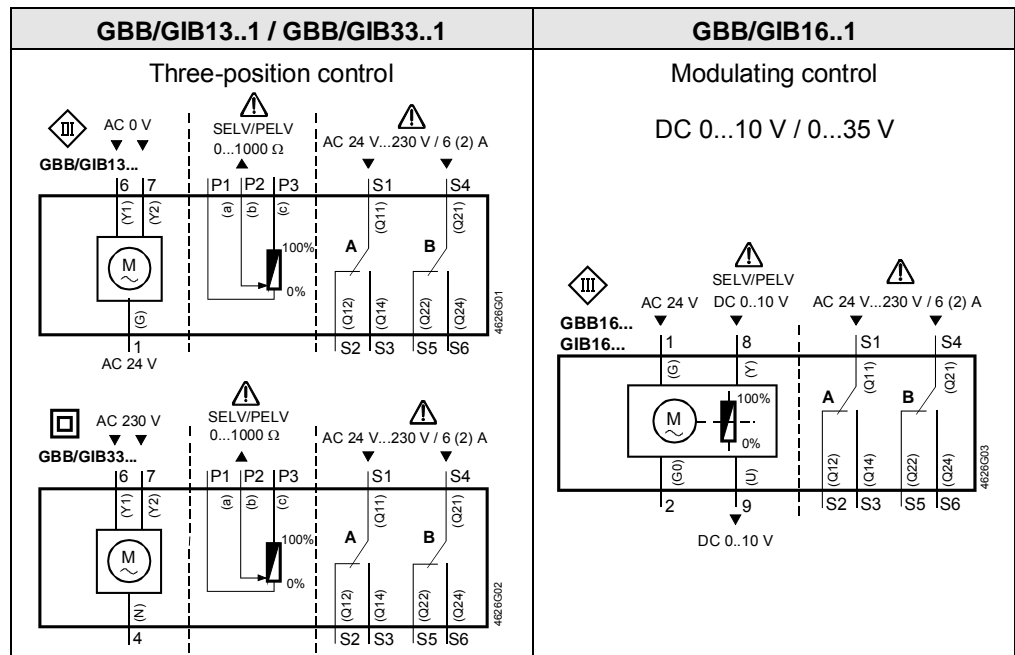 GBB/GIB13..1 / GBB/GIB33..1
GBB/GIB16..1
Three-position control
III
AC 0 V
SELV/PELV
0...1000 Ω
AC 24 V...230 V / 6 (2) A
GBB/GIB13...
6 7 P1 P2 P3 S1 S4
(Y1) (Y2) (a) (b) (c) (Q11) (Q21)
M
100%
0%
A B
(G) (Q12) (Q14) (Q22) (Q24)
1 S2 S3 S5 S6
AC 24 V
4626G01
AC 230 V
SELV/PELV
0...1000 Ω
AC 24 V...230 V / 6 (2) A
GBB/GIB33...
6 7 P1 P2 P3 S1 S4
(Y1) (Y2) (a) (b) (c) (Q11) (Q21)
M
100%
0%
A B
(N) (Q12) (Q14) (Q22) (Q24)
4 S2 S3 S5 S6
4626G02
Modulating control
DC 0...10 V / 0...35 V
III
SELV/PELV
AC 24 V DC 0...10 V AC 24 V...230 V / 6 (2) A
GBB16...
GIB16...
1 8 S1 S4
(G) (Y) (Q11) (Q21)
M
100%
0%
A B
(G0) (U) (Q12) (Q14) (Q22) (Q24)
2 9 S2 S3 S5 S6
DC 0..10 V
4626G03